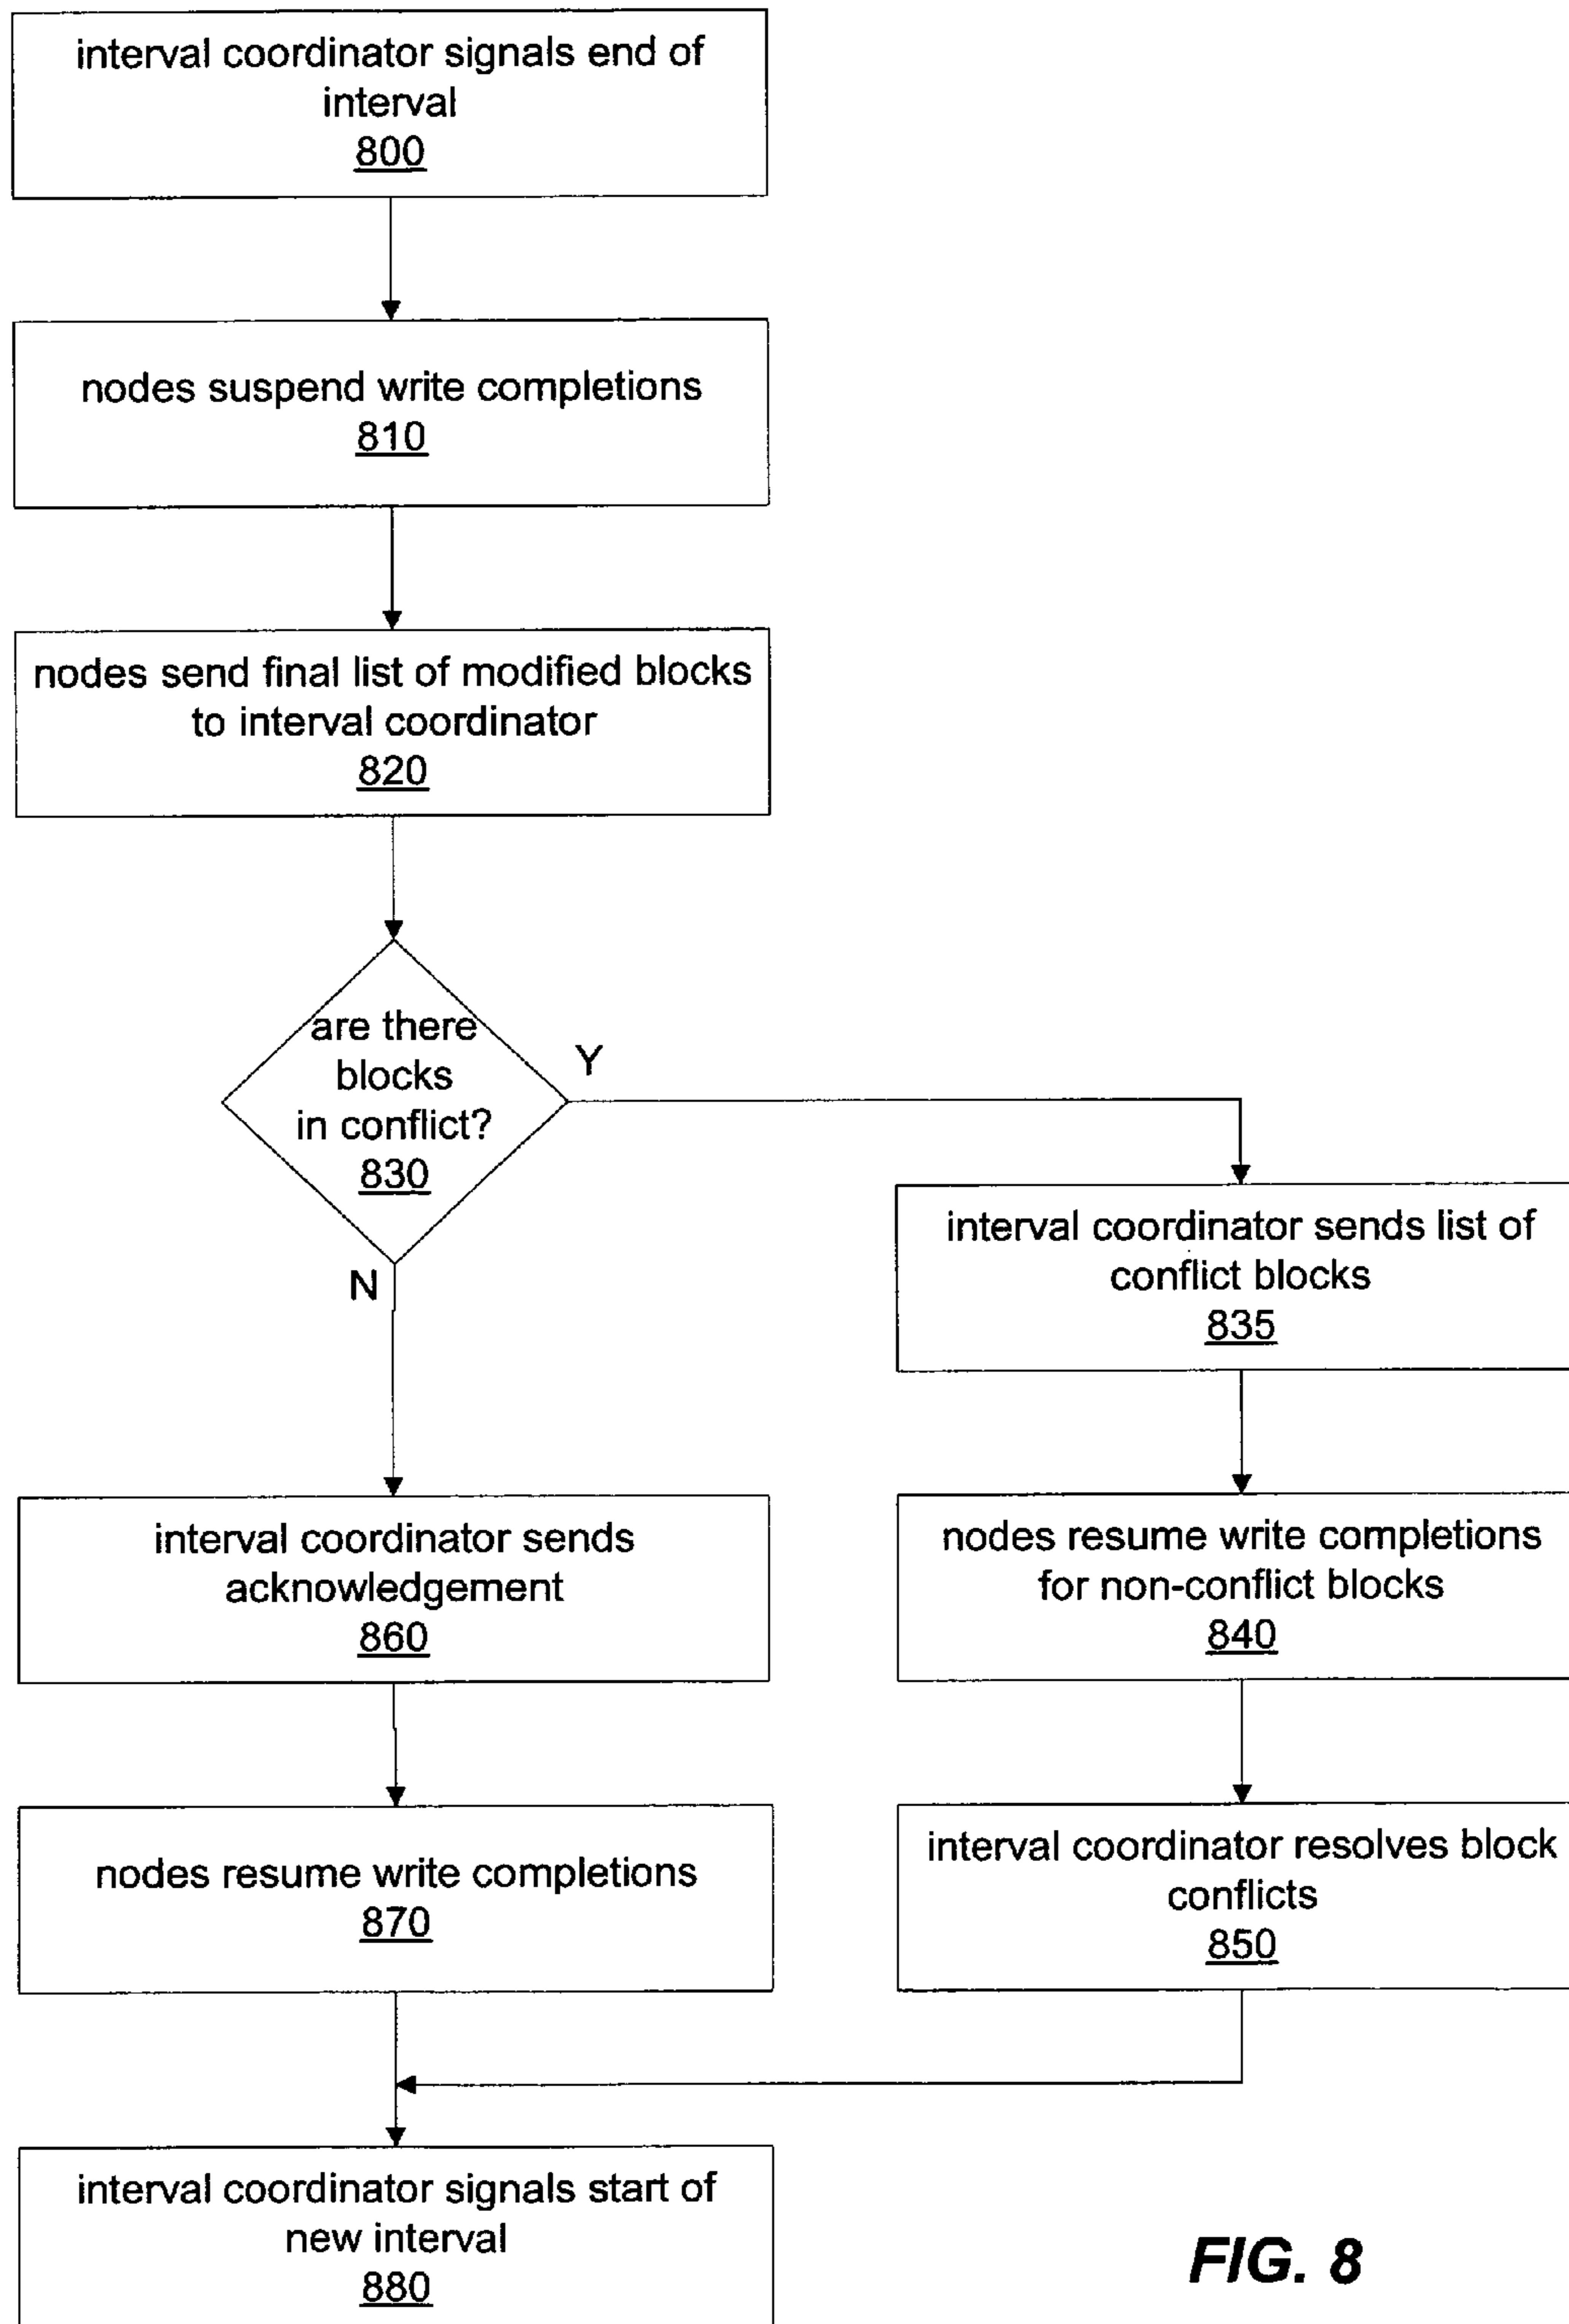 interval coordinator signals end of
interval
800
nodes suspend write completions
810
nodes send final list of modified blocks
to interval coordinator
820
are there
blocks
in conflict?
830
Y
N
interval coordinator sends list of
conflict blocks
835
interval coordinator sends
acknowledgement
860
nodes resume write completions
for non-conflict blocks
840
nodes resume write completions
870
interval coordinator resolves block
conflicts
850
interval coordinator signals start of
new interval
880
FIG. 8